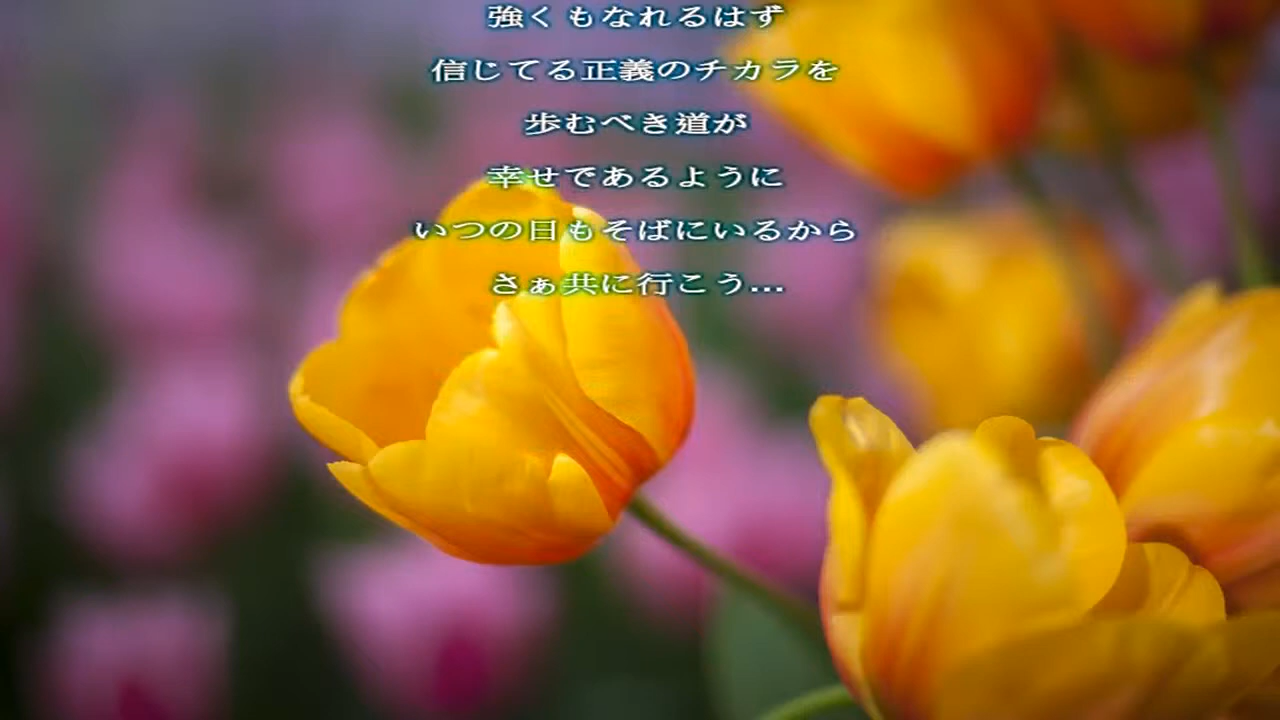 強くもなれるはず
信じてる正義のチカラを
歩むべき道が
幸せであるように
いつの日もそばにいるから
さぁ共に行こう…